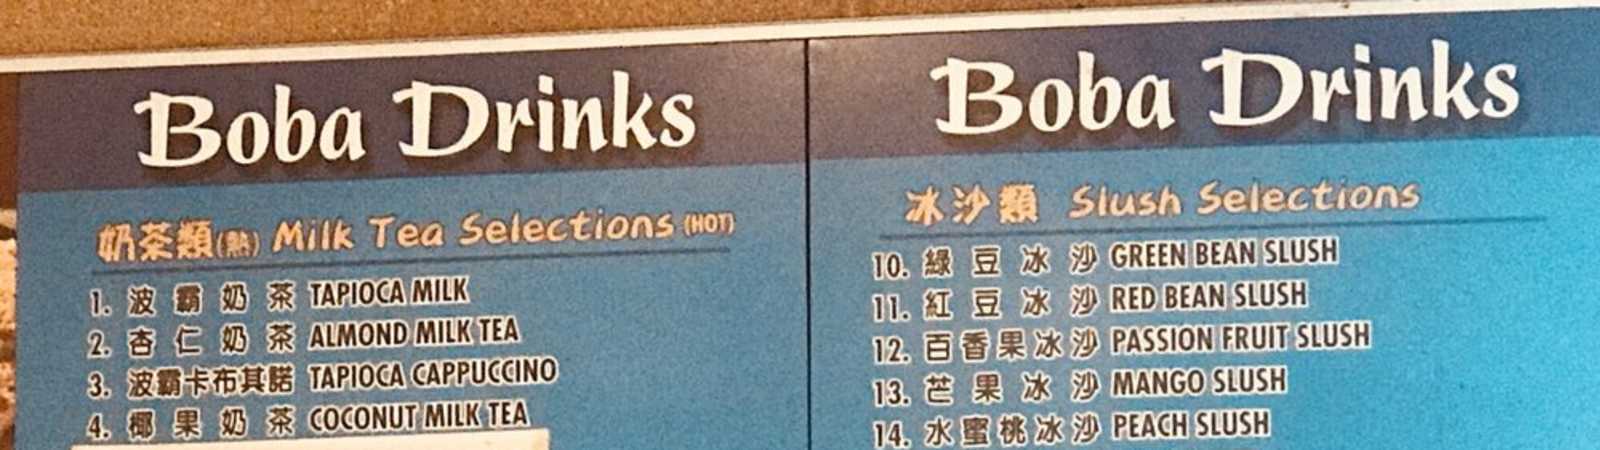 Boba Drinks
奶茶類(熱) Milk Tea Selections (HOT)
1. 波霸奶茶 TAPIOCA MILK
2. 杏仁奶茶 ALMOND MILK TEA
3. 波霸卡布其諾 TAPIOCA CAPPUCCINO
4. 椰果奶茶 COCONUT MILK TEA
Boba Drinks
冰沙類 Slush Selections
10. 綠豆冰沙 GREEN BEAN SLUSH
11. 紅豆冰沙 RED BEAN SLUSH
12. 百香果冰沙 PASSION FRUIT SLUSH
13. 芒果冰沙 MANGO SLUSH
14. 水蜜桃冰沙 PEACH SLUSH